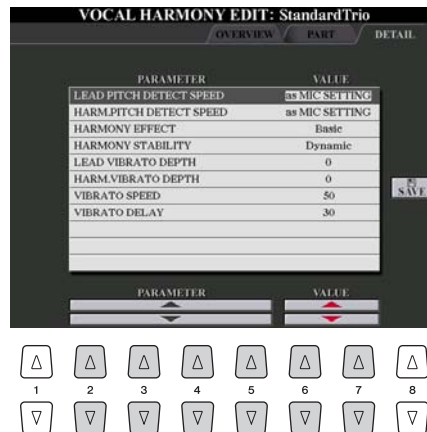 VOCAL HARMONY EDIT: StandardTrio
OVERVIEW PART DETAIL
PARAMETER VALUE
LEAD PITCH DETECT SPEED as MIC SETTING
HARM.PITCH DETECT SPEED as MIC SETTING
HARMONY EFFECT Basic
HARMONY STABILITY Dynamic
LEAD VIBRATO DEPTH 0
HARM.VIBRATO DEPTH 0
VIBRATO SPEED 50
VIBRATO DELAY 30
SAVE
PARAMETER VALUE
1 2 3 4 5 6 7 8